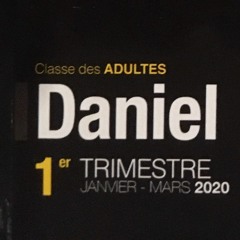 Classe des ADULTES
Daniel
1er TRIMESTRE
JANVIER - MARS 2020